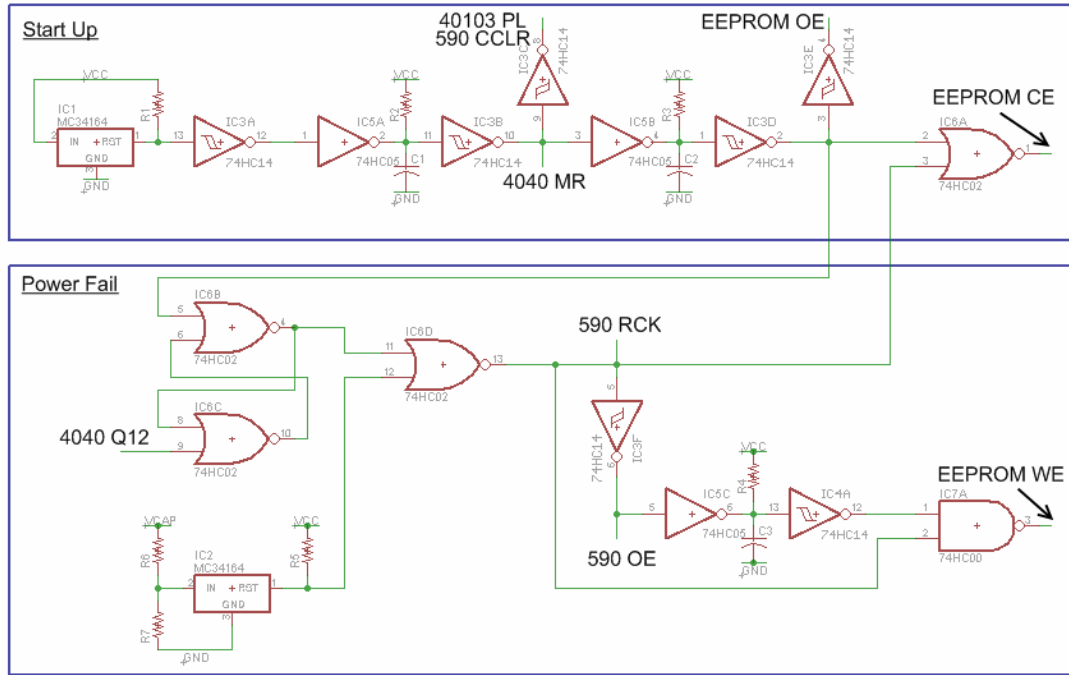 Start Up
40103 PL
590 CCLR
EEPROM OE
EEPROM CE
VCC
IC1
MC34164
2
IN
+
RST
GND
1
3
GND
R1
13
IC3A
12
74HC14
1
IC5A
+
2
74HC05
VCC
R2
C1
GND
11
IC3B
10
74HC14
8
IC3C
74HC14
9
4040 MR
3
IC5B
+
4
74HC05
VCC
R3
C2
GND
1
IC3D
2
74HC14
4
IC3E
74HC14
3
IC6A
2
3
+
1
74HC02
Power Fail
IC6B
5
6
+
4
74HC02
IC6C
8
9
+
10
74HC02
4040 Q12
IC6D
11
12
+
13
74HC02
590 RCK
5
74HC14
IC3F
6
590 OE
5
IC5C
+
6
74HC05
VCC
R4
C3
GND
13
IC4A
12
74HC14
EEPROM WE
IC7A
1
2
+
3
74HC00
VCAP
R6
R7
IC2
MC34164
2
IN
+
RST
GND
1
3
VCC
R5
GND